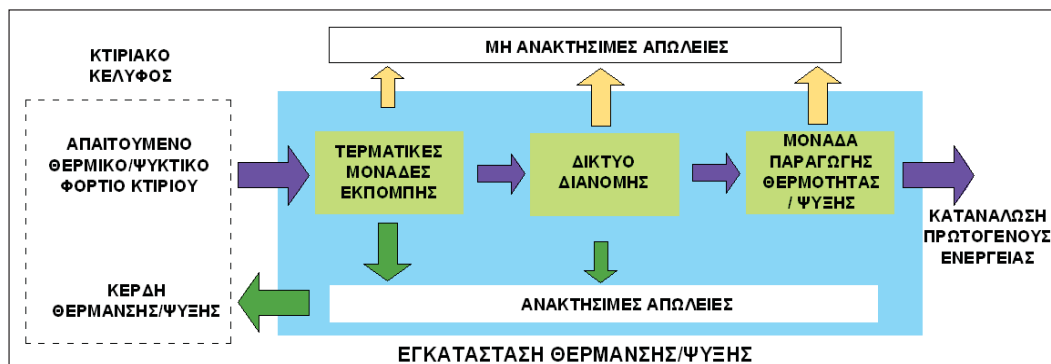 ΜΗ ΑΝΑΚΤΗΣΙΜΕΣ ΑΠΩΛΕΙΕΣ
ΚΤΙΡΙΑΚΟ
ΚΕΛΥΦΟΣ
ΑΠΑΙΤΟΥΜΕΝΟ
ΘΕΡΜΙΚΟ/ΨΥΚΤΙΚΟ
ΦΟΡΤΙΟ ΚΤΙΡΙΟΥ
ΤΕΡΜΑΤΙΚΕΣ
ΜΟΝΑΔΕΣ
ΕΚΠΟΜΠΗΣ
ΔΙΚΤΥΟ
ΔΙΑΝΟΜΗΣ
ΜΟΝΑΔΑ
ΠΑΡΑΓΩΓΗΣ
ΘΕΡΜΟΤΗΤΑΣ
/ ΨΥΞΗΣ
ΚΑΤΑΝΑΛΩΣΗ
ΠΡΩΤΟΓΕΝΟΥΣ
ΕΝΕΡΓΕΙΑΣ
ΚΕΡΔΗ
ΘΕΡΜΑΝΣΗΣ/ΨΥΞΗΣ
ΑΝΑΚΤΗΣΙΜΕΣ ΑΠΩΛΕΙΕΣ
ΕΓΚΑΤΑΣΤΑΣΗ ΘΕΡΜΑΝΣΗΣ/ΨΥΞΗΣ